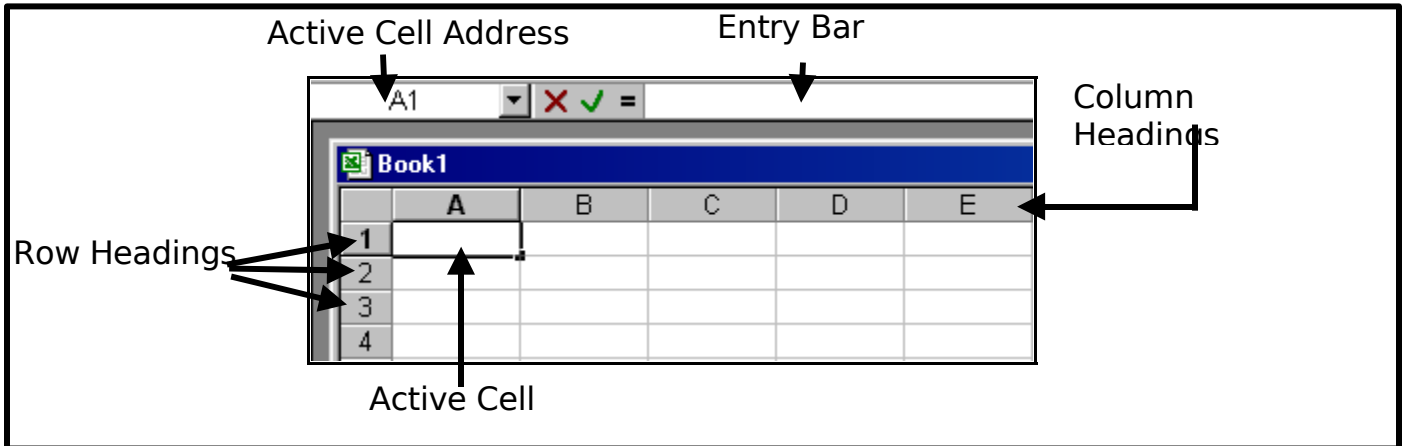 Active Cell Address
Entry Bar
A1 =
Column
Headings
Book1
A B C D E
Row Headings
1
2
3
4
Active Cell